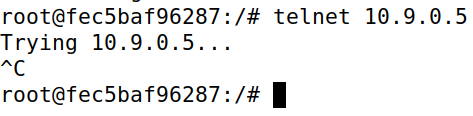 root@fec5baf96287:/# telnet 10.9.0.5
Trying 10.9.0.5...
^C
root@fec5baf96287:/#